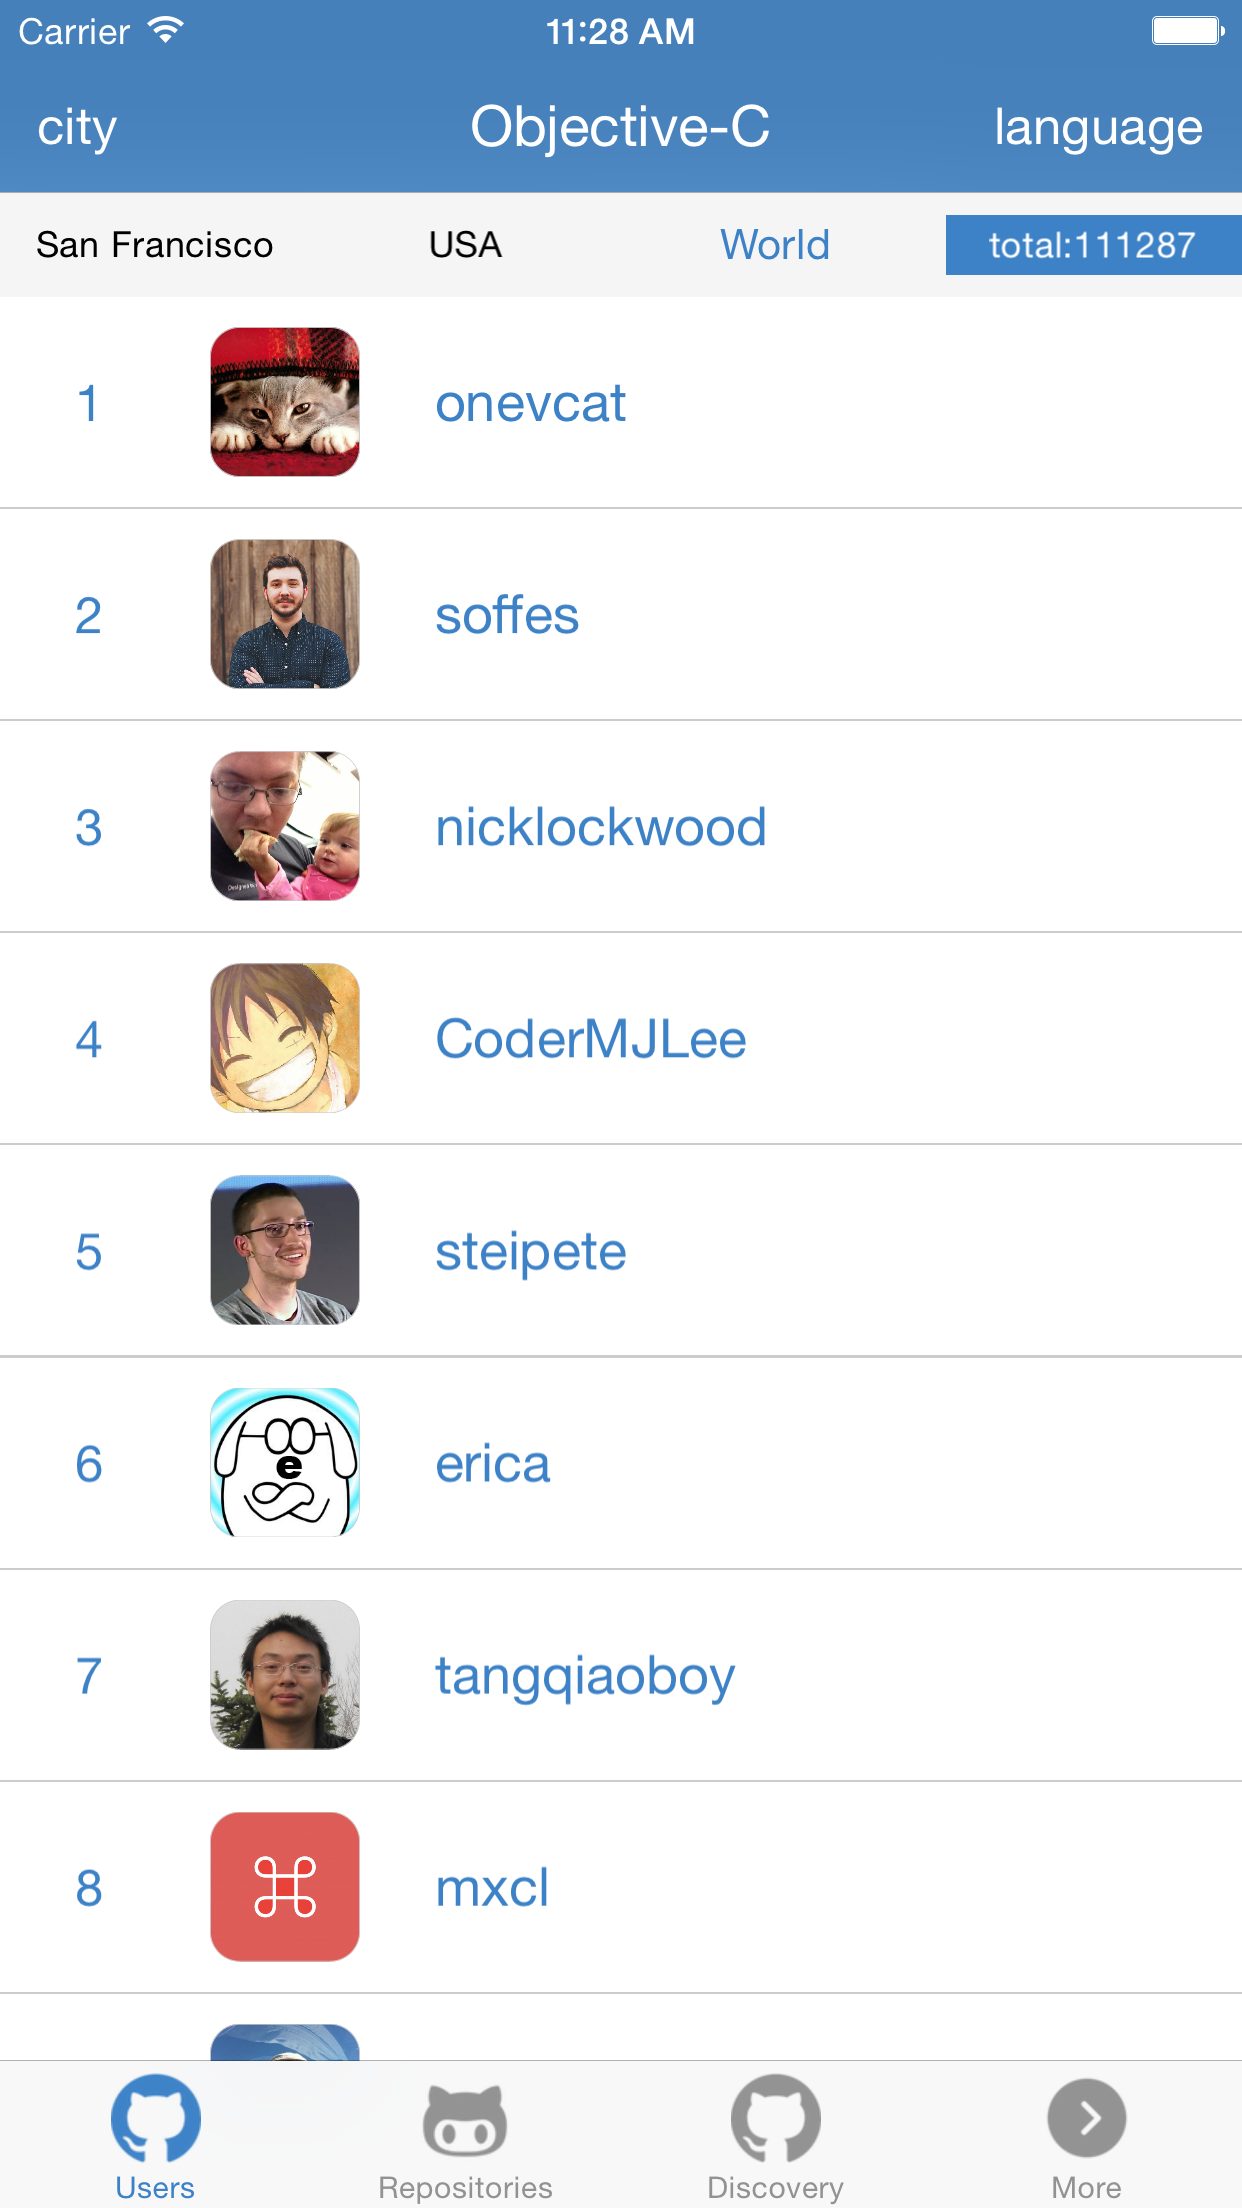 Carrier 11:28 AM
city Objective-C language
San Francisco USA World total:111287
1 onevcat
2 soffes
3 nicklockwood
4 CoderMJLee
5 steipete
e
6 erica
7 tangqiaoboy
8 mxcl
Users Repositories Discovery More